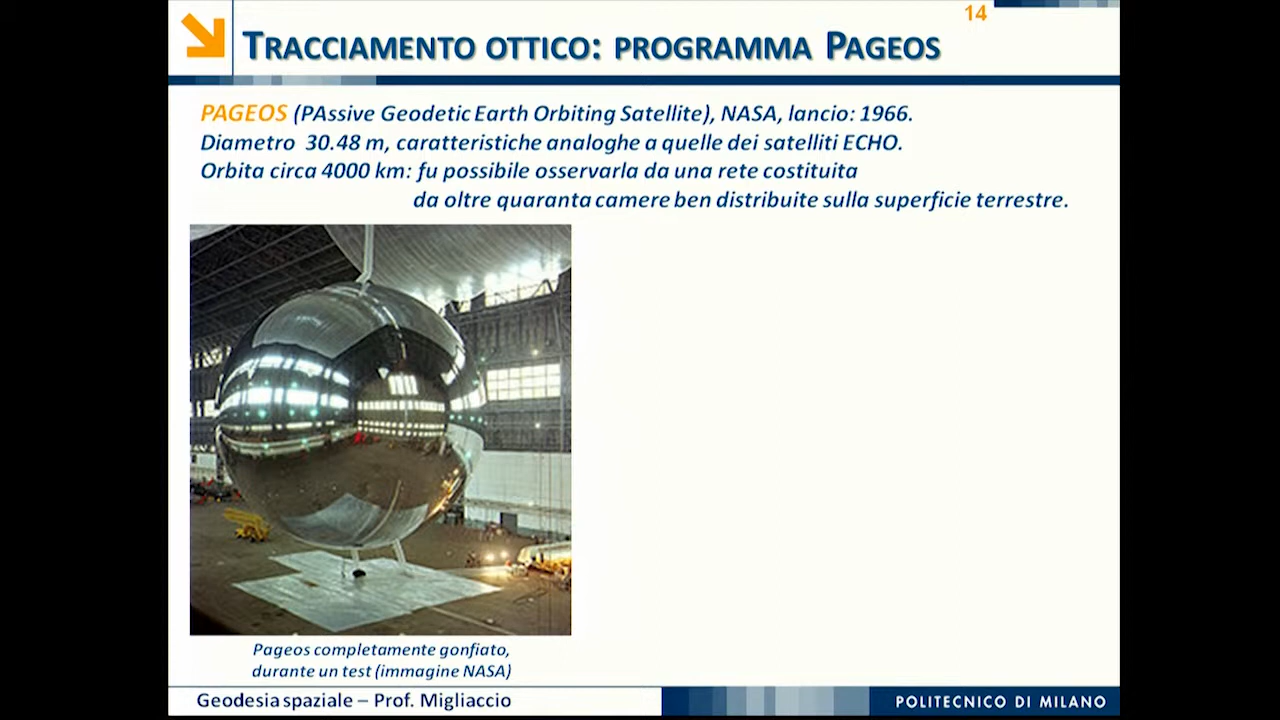 14
TRACCIAMENTO OTTICO: PROGRAMMA PAGEOS
PAGEOS (PAssive Geodetic Earth Orbiting Satellite), NASA, lancio: 1966.
Diametro 30.48 m, caratteristiche analoghe a quelle dei satelliti ECHO.
Orbita circa 4000 km: fu possibile osservarla da una rete costituita
da oltre quaranta camere ben distribuite sulla superficie terrestre.
Pageos completamente gonfiato,
durante un test (immagine NASA)
Geodesia spaziale – Prof. Migliaccio
POLITECNICO DI MILANO